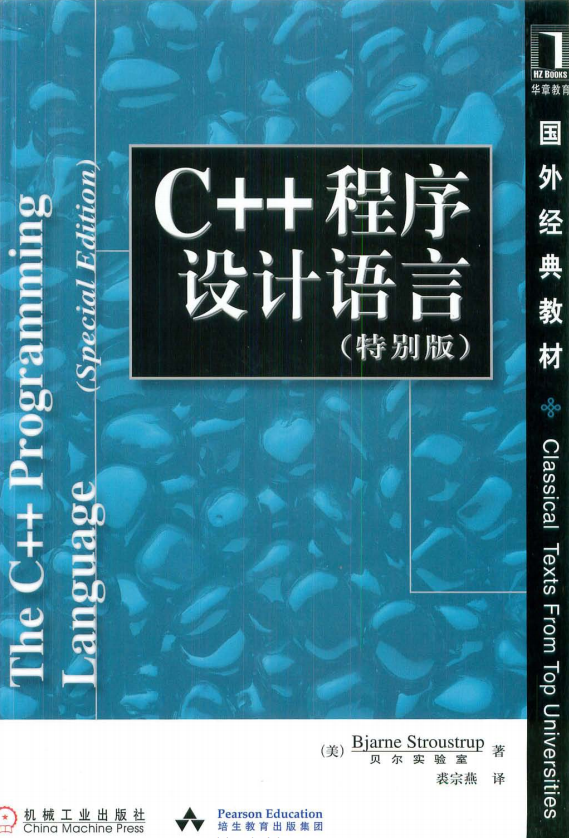 HZ BOOKS
华章教育
国外经典教材
Classical Texts From Top Universities
C++程序
设计语言
(特别版)
The C++ Programming
Language
(Special Edition)
(美) Bjarne Stroustrup 著
贝尔实验室
裘宗燕 译
机械工业出版社
China Machine Press
Pearson Education
培生教育出版集团